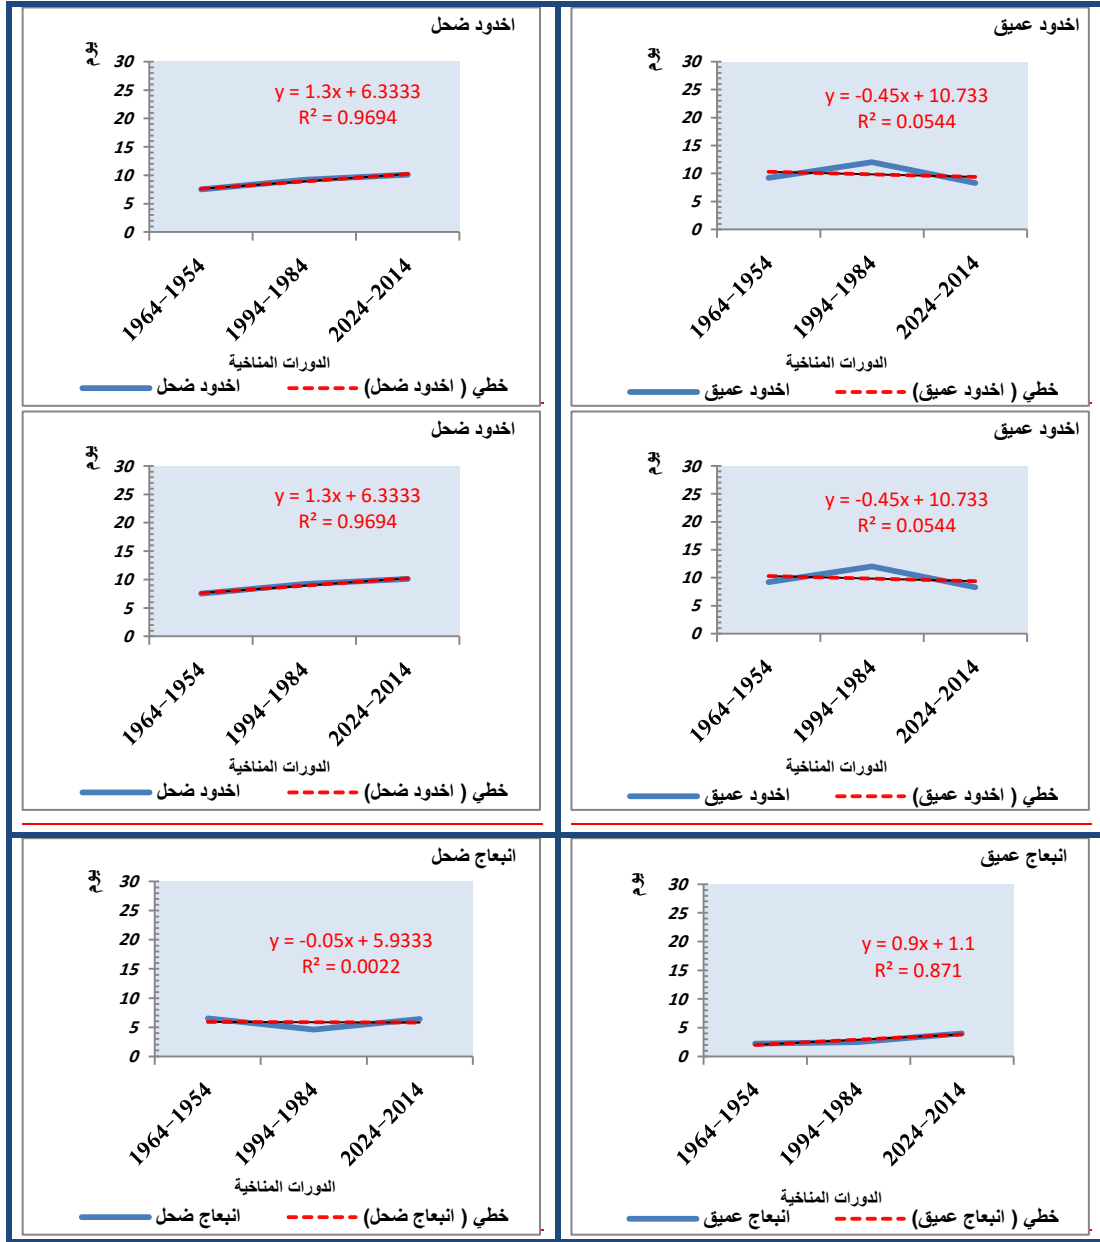 اخدود عميق
يوم
30
25
20
15
10
5
0
y = -0.45x + 10.733
R² = 0.0544
1964-1954
1994-1984
2024-2014
الدورات المناخية
اخدود عميق
خطي ( اخدود عميق)
اخدود ضحل
يوم
30
25
20
15
10
5
0
y = 1.3x + 6.3333
R² = 0.9694
1964-1954
1994-1984
2024-2014
الدورات المناخية
اخدود ضحل
خطي ( اخدود ضحل)
اخدود عميق
يوم
30
25
20
15
10
5
0
y = -0.45x + 10.733
R² = 0.0544
1964-1954
1994-1984
2024-2014
الدورات المناخية
اخدود عميق
خطي ( اخدود عميق)
اخدود ضحل
يوم
30
25
20
15
10
5
0
y = 1.3x + 6.3333
R² = 0.9694
1964-1954
1994-1984
2024-2014
الدورات المناخية
اخدود ضحل
خطي ( اخدود ضحل)
انبعاج عميق
يوم
30
25
20
15
10
5
0
y = 0.9x + 1.1
R² = 0.871
1964-1954
1994-1984
2024-2014
الدورات المناخية
انبعاج عميق
خطي ( انبعاج عميق)
انبعاج ضحل
يوم
30
25
20
15
10
5
0
y = -0.05x + 5.9333
R² = 0.0022
1964-1954
1994-1984
2024-2014
الدورات المناخية
انبعاج ضحل
خطي ( انبعاج ضحل)